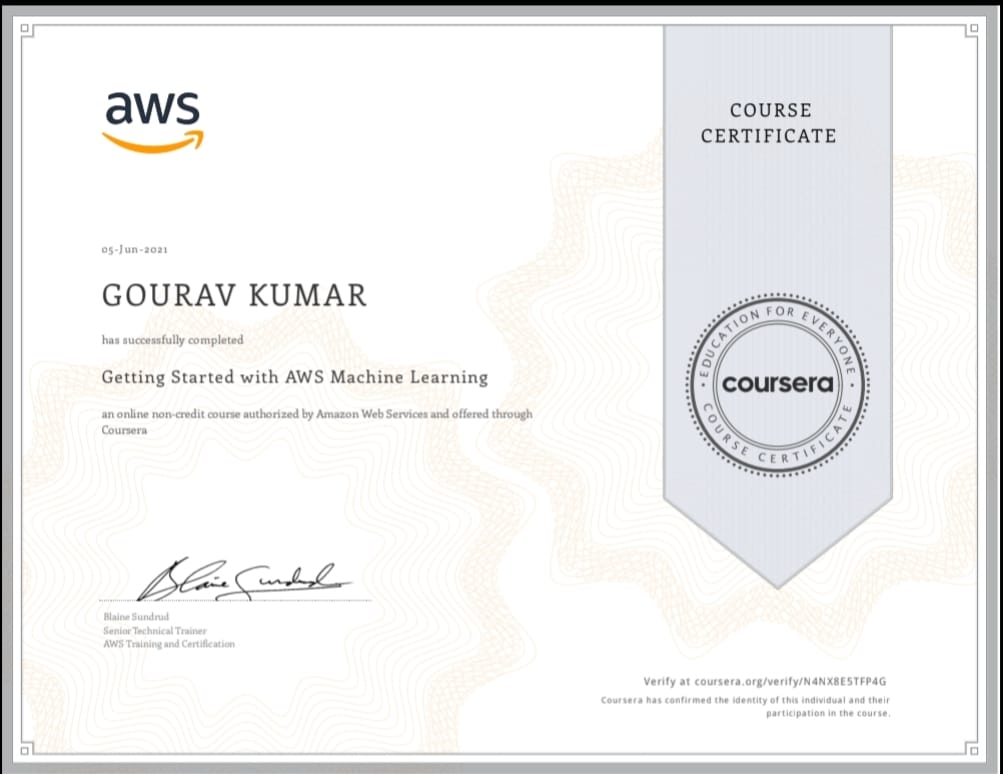 aws
COURSE
CERTIFICATE
05-Jun-2021
GOURAV KUMAR
has successfully completed
Getting Started with AWS Machine Learning
an online non-credit course authorized by Amazon Web Services and offered through
Coursera
EDUCATION FOR EVERYONE
coursera
COURSE CERTIFICATE
Blaine Sundrud
Blaine Sundrud
Senior Technical Trainer
AWS Training and Certification
Verify at coursera.org/verify/N4NX8E5TFP4G
Coursera has confirmed the identity of this individual and their
participation in the course.